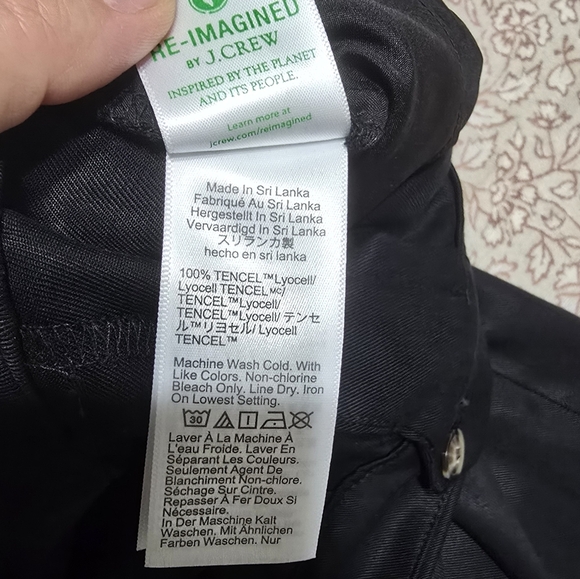 RE-IMAGINED
BY J.CREW
INSPIRED BY THE PLANET
AND ITS PEOPLE.
Learn more at
jcrew.com/reimagined
Made In Sri Lanka
Fabriqué Au Sri Lanka
Hergestellt In Sri Lanka
Vervaardigd In Sri Lanka
スリランカ製
hecho en sri lanka
100% TENCEL™Lyocell/
Lyocell TENCEL MC/
TENCEL™Lyocell/
TENCEL™Lyocell/ テンセ
ル™リヨセル/ Lyocell
TENCEL™
Machine Wash Cold. With
Like Colors. Non-chlorine
Bleach Only. Line Dry. Iron
On Lowest Setting.
30
Laver À La Machine À
L'eau Froide. Laver En
Séparant Les Couleurs.
Seulement Agent De
Blanchiment Non-chlore.
Séchage Sur Cintre.
Repasser À Fer Doux Si
Nécessaire.
In Der Maschine Kalt
Waschen. Mit Ähnlichen
Farben Waschen. Nur